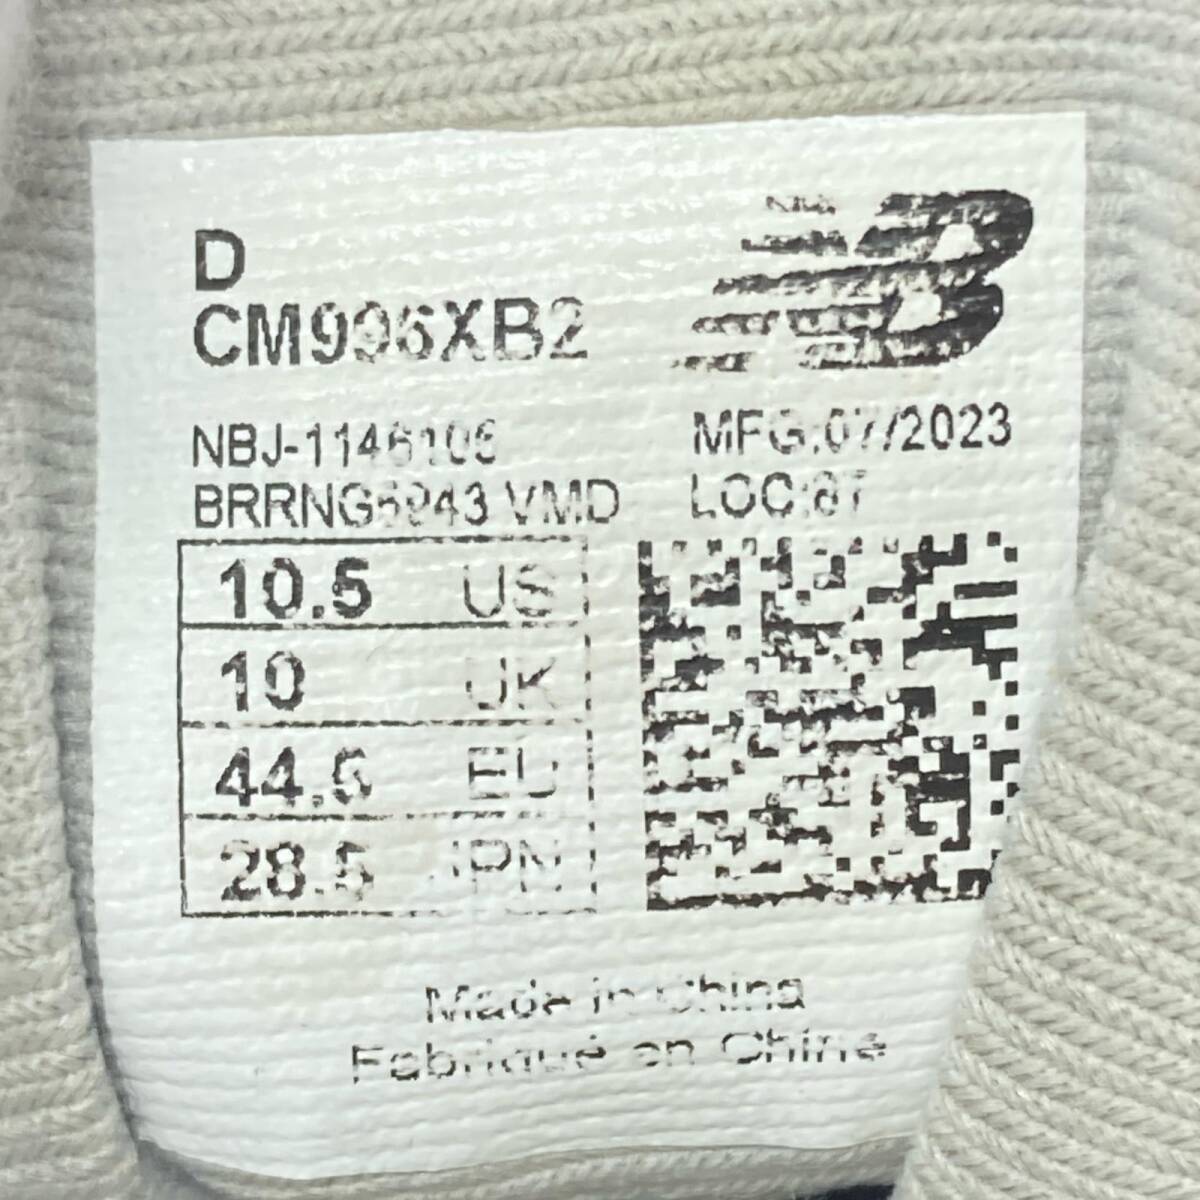 D
CM996XB2
NBJ-1146106
MFG:07/2023
BRRNG5943 VMD
LOC:87
10.5 US
10 UK
44.5 EU
28.5 JPN
Made in China
Fabriqué en Chine